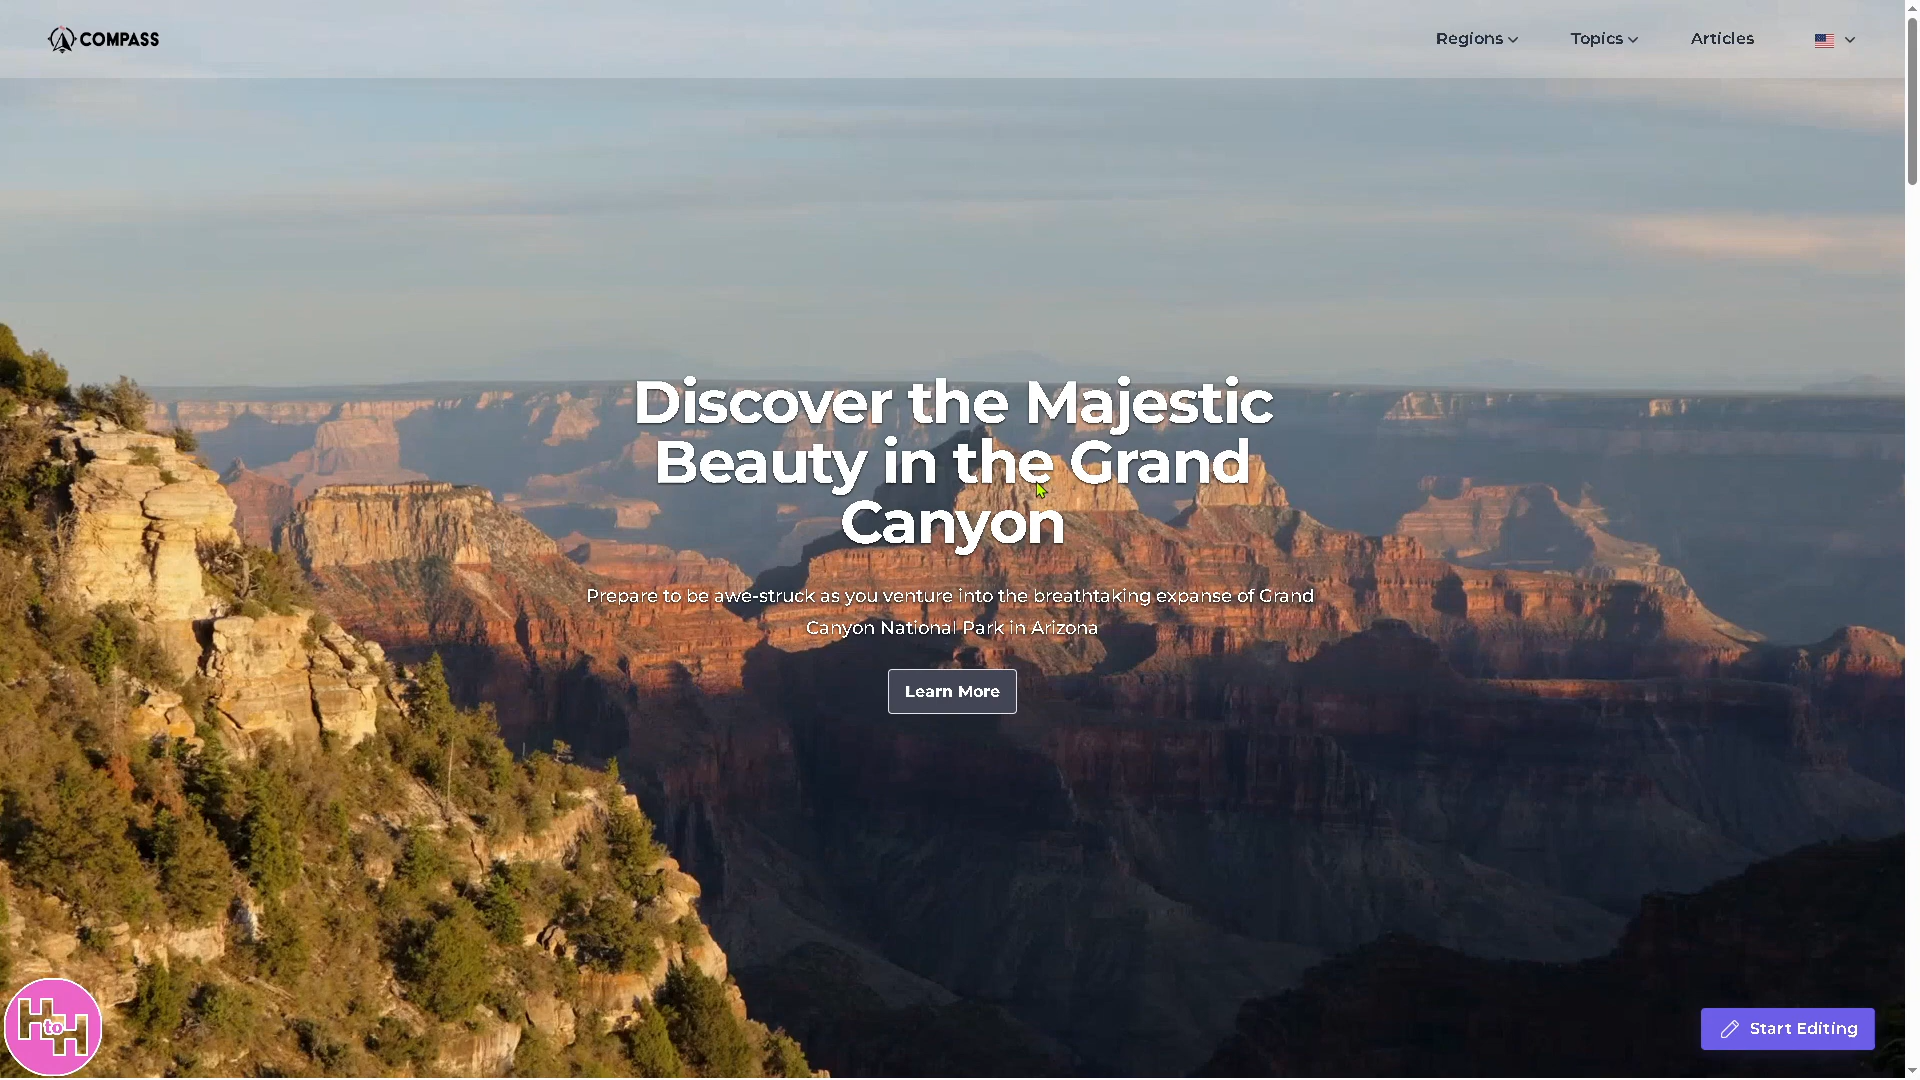 COMPASS
Regions
Topics
Articles
Discover the Majestic
Beauty in the Grand
Canyon
Prepare to be awe-struck as you venture into the breathtaking expanse of Grand
Canyon National Park in Arizona
Learn More
H to H
Start Editing